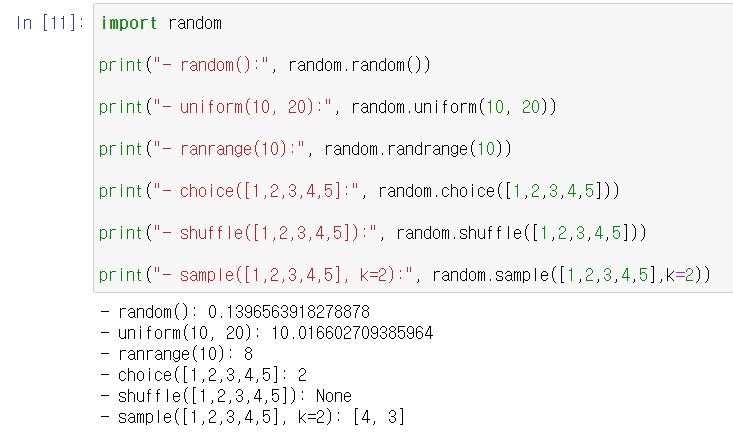 In [11]: import random
print("- random():", random.random())
print("- uniform(10, 20):", random.uniform(10, 20))
print("- ranrange(10):", random.randrange(10))
print("- choice([1,2,3,4,5]:", random.choice([1,2,3,4,5]))
print("- shuffle([1,2,3,4,5]):", random.shuffle([1,2,3,4,5]))
print("- sample([1,2,3,4,5], k=2):", random.sample([1,2,3,4,5],k=2))
- random(): 0.1396563918278878
- uniform(10, 20): 10.016602709385964
- ranrange(10): 8
- choice([1,2,3,4,5]: 2
- shuffle([1,2,3,4,5]): None
- sample([1,2,3,4,5], k=2): [4, 3]